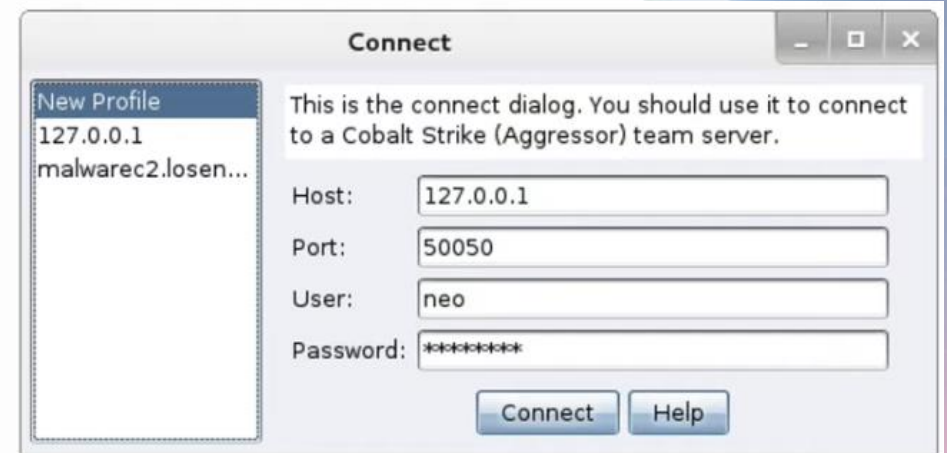 Connect
New Profile
127.0.0.1
malwarec2.losen...
This is the connect dialog. You should use it to connect
to a Cobalt Strike (Aggressor) team server.
Host: 127.0.0.1
Port: 50050
User: neo
Password: *********
Connect Help